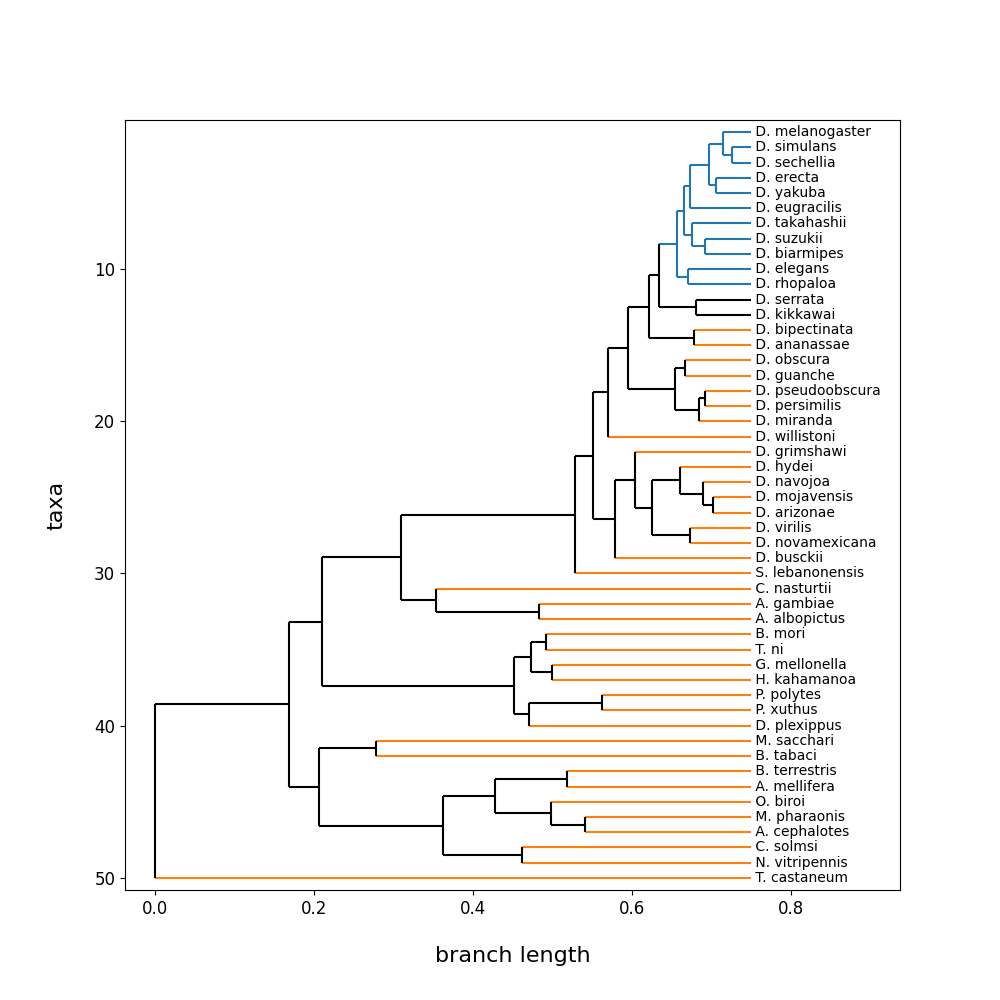 D. melanogaster
D. simulans
D. sechellia
D. erecta
D. yakuba
D. eugracilis
D. takahashii
D. suzukii
D. biarmipes
10
D. elegans
D. rhopaloa
D. serrata
D. kikkawai
D. bipectinata
D. ananassae
D. obscura
D. guanche
D. pseudoobscura
D. persimilis
20
D. miranda
D. willistoni
D. grimshawi
D. hydei
D. navojoa
D. mojavensis
D. arizonae
D. virilis
D. novamexicana
D. busckii
30
S. lebanonensis
C. nasturtii
A. gambiae
A. albopictus
B. mori
T. ni
G. mellonella
H. kahamanoa
P. polytes
P. xuthus
40
D. plexippus
M. sacchari
B. tabaci
B. terrestris
A. mellifera
O. biroi
M. pharaonis
A. cephalotes
C. solmsi
N. vitripennis
50
T. castaneum
taxa
0.0 0.2 0.4 0.6 0.8
branch length